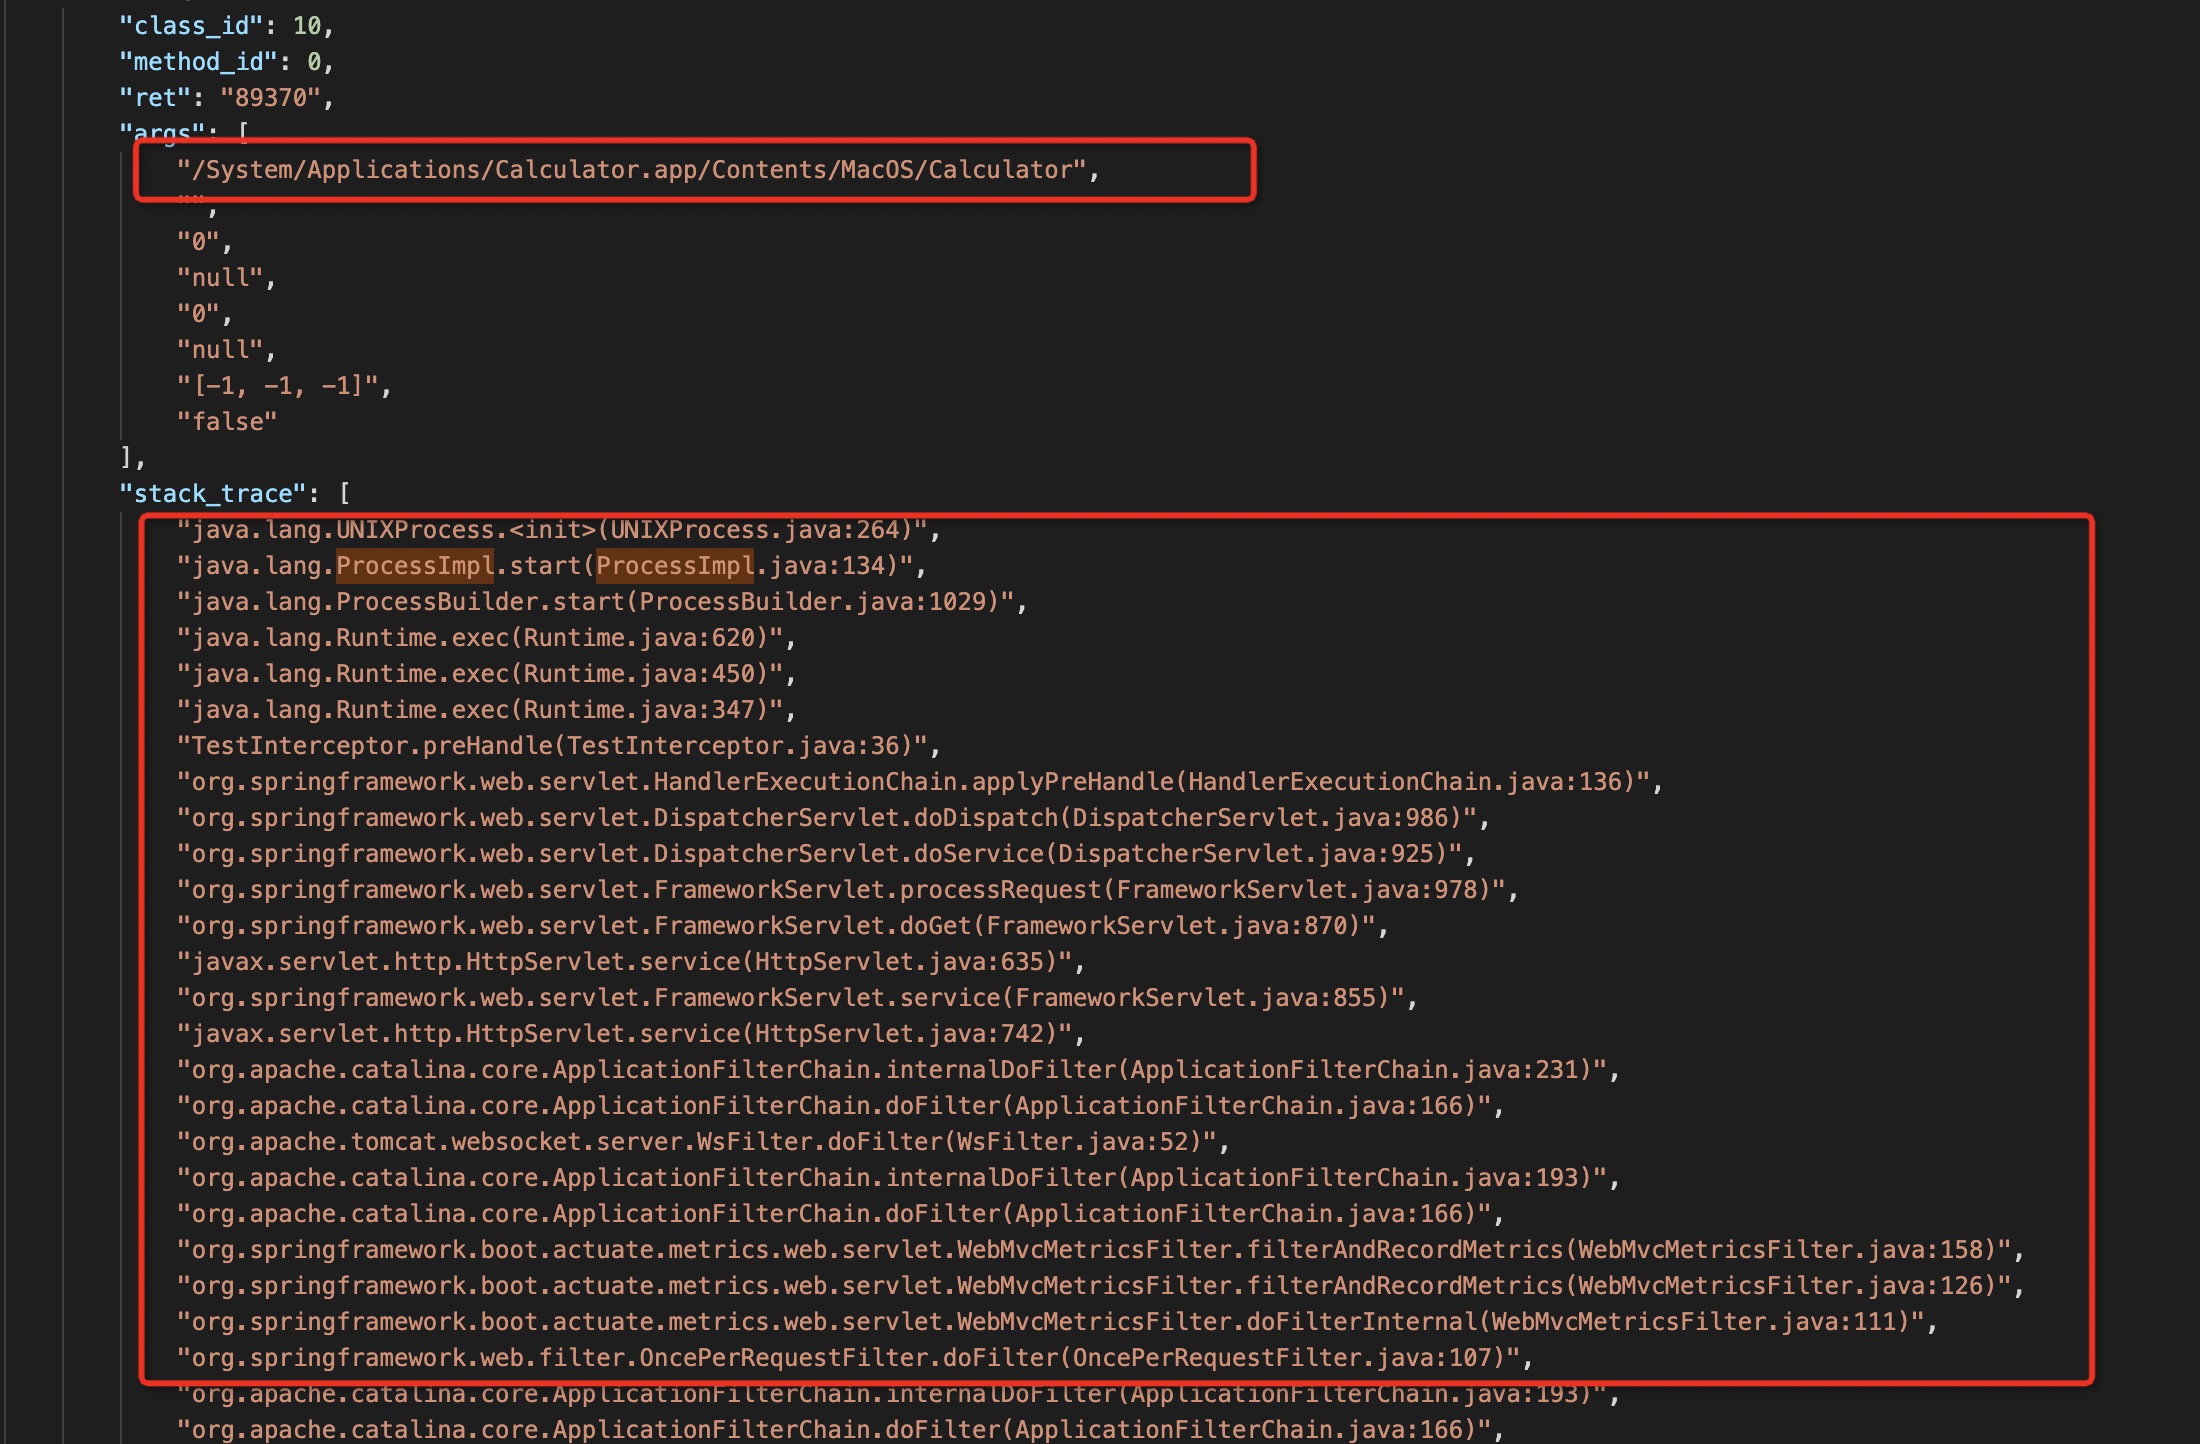 "class_id": 10,
"method_id": 0,
"ret": "89370",
"args": [
"/System/Applications/Calculator.app/Contents/MacOS/Calculator",
"",
"0",
"null",
"0",
"null",
"[-1, -1, -1]",
"false"
],
"stack_trace": [
"java.lang.UNIXProcess.<init>(UNIXProcess.java:264)",
"java.lang.ProcessImpl.start(ProcessImpl.java:134)",
"java.lang.ProcessBuilder.start(ProcessBuilder.java:1029)",
"java.lang.Runtime.exec(Runtime.java:620)",
"java.lang.Runtime.exec(Runtime.java:450)",
"java.lang.Runtime.exec(Runtime.java:347)",
"TestInterceptor.preHandle(TestInterceptor.java:36)",
"org.springframework.web.servlet.HandlerExecutionChain.applyPreHandle(HandlerExecutionChain.java:136)",
"org.springframework.web.servlet.DispatcherServlet.doDispatch(DispatcherServlet.java:986)",
"org.springframework.web.servlet.DispatcherServlet.doService(DispatcherServlet.java:925)",
"org.springframework.web.servlet.FrameworkServlet.processRequest(FrameworkServlet.java:978)",
"org.springframework.web.servlet.FrameworkServlet.doGet(FrameworkServlet.java:870)",
"javax.servlet.http.HttpServlet.service(HttpServlet.java:635)",
"org.springframework.web.servlet.FrameworkServlet.service(FrameworkServlet.java:855)",
"javax.servlet.http.HttpServlet.service(HttpServlet.java:742)",
"org.apache.catalina.core.ApplicationFilterChain.internalDoFilter(ApplicationFilterChain.java:231)",
"org.apache.catalina.core.ApplicationFilterChain.doFilter(ApplicationFilterChain.java:166)",
"org.apache.tomcat.websocket.server.WsFilter.doFilter(WsFilter.java:52)",
"org.apache.catalina.core.ApplicationFilterChain.internalDoFilter(ApplicationFilterChain.java:193)",
"org.apache.catalina.core.ApplicationFilterChain.doFilter(ApplicationFilterChain.java:166)",
"org.springframework.boot.actuate.metrics.web.servlet.WebMvcMetricsFilter.filterAndRecordMetrics(WebMvcMetricsFilter.java:158)",
"org.springframework.boot.actuate.metrics.web.servlet.WebMvcMetricsFilter.filterAndRecordMetrics(WebMvcMetricsFilter.java:126)",
"org.springframework.boot.actuate.metrics.web.servlet.WebMvcMetricsFilter.doFilterInternal(WebMvcMetricsFilter.java:111)",
"org.springframework.web.filter.OncePerRequestFilter.doFilter(OncePerRequestFilter.java:107)",
"org.apache.catalina.core.ApplicationFilterChain.internalDoFilter(ApplicationFilterChain.java:193)",
"org.apache.catalina.core.ApplicationFilterChain.doFilter(ApplicationFilterChain.java:166)",